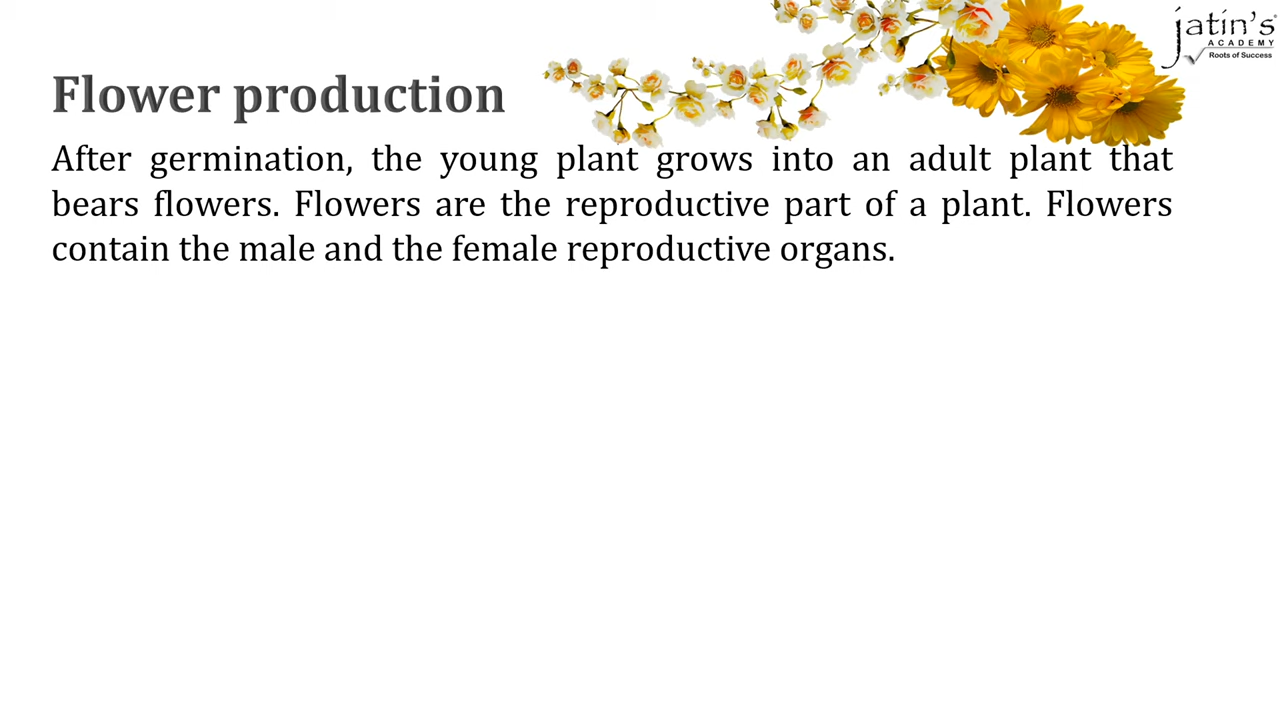 jatin's
ACADEMY
Roots of Success
Flower production
After germination, the young plant grows into an adult plant that
bears flowers. Flowers are the reproductive part of a plant. Flowers
contain the male and the female reproductive organs.